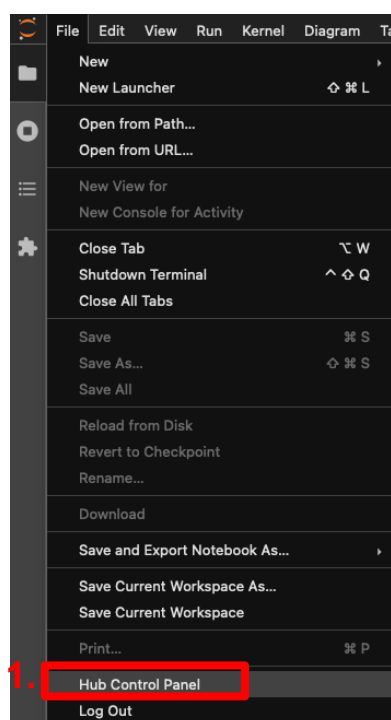 File Edit View Run Kernel Diagram Ta
New
New Launcher ⇧ ⌘ L
Open from Path...
Open from URL...
New View for
New Console for Activity
Close Tab ⌥ W
Shutdown Terminal ^ ⇧ Q
Close All Tabs
Save ⌘ S
Save As... ⇧ ⌘ S
Save All
Reload from Disk
Revert to Checkpoint
Rename...
Download
Save and Export Notebook As...
Save Current Workspace As...
Save Current Workspace
Print... ⌘ P
1. Hub Control Panel
Log Out